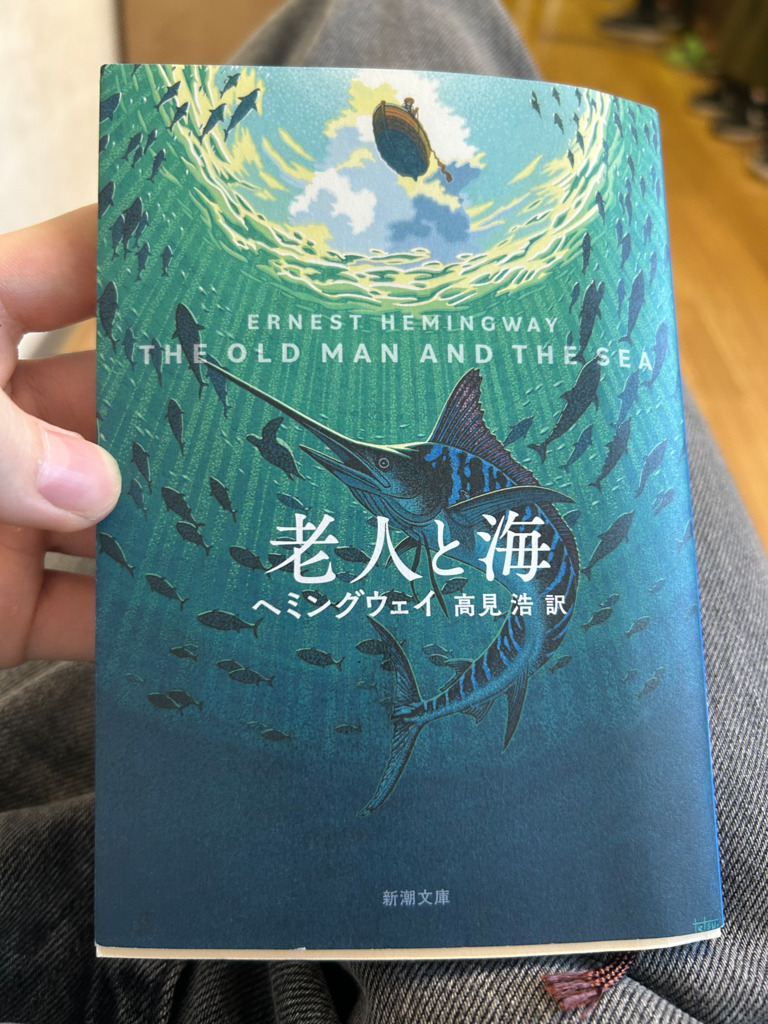 ERNEST HEMINGWAY
THE OLD MAN AND THE SEA
老人と海
ヘミングウェイ 高見 浩 訳
新潮文庫